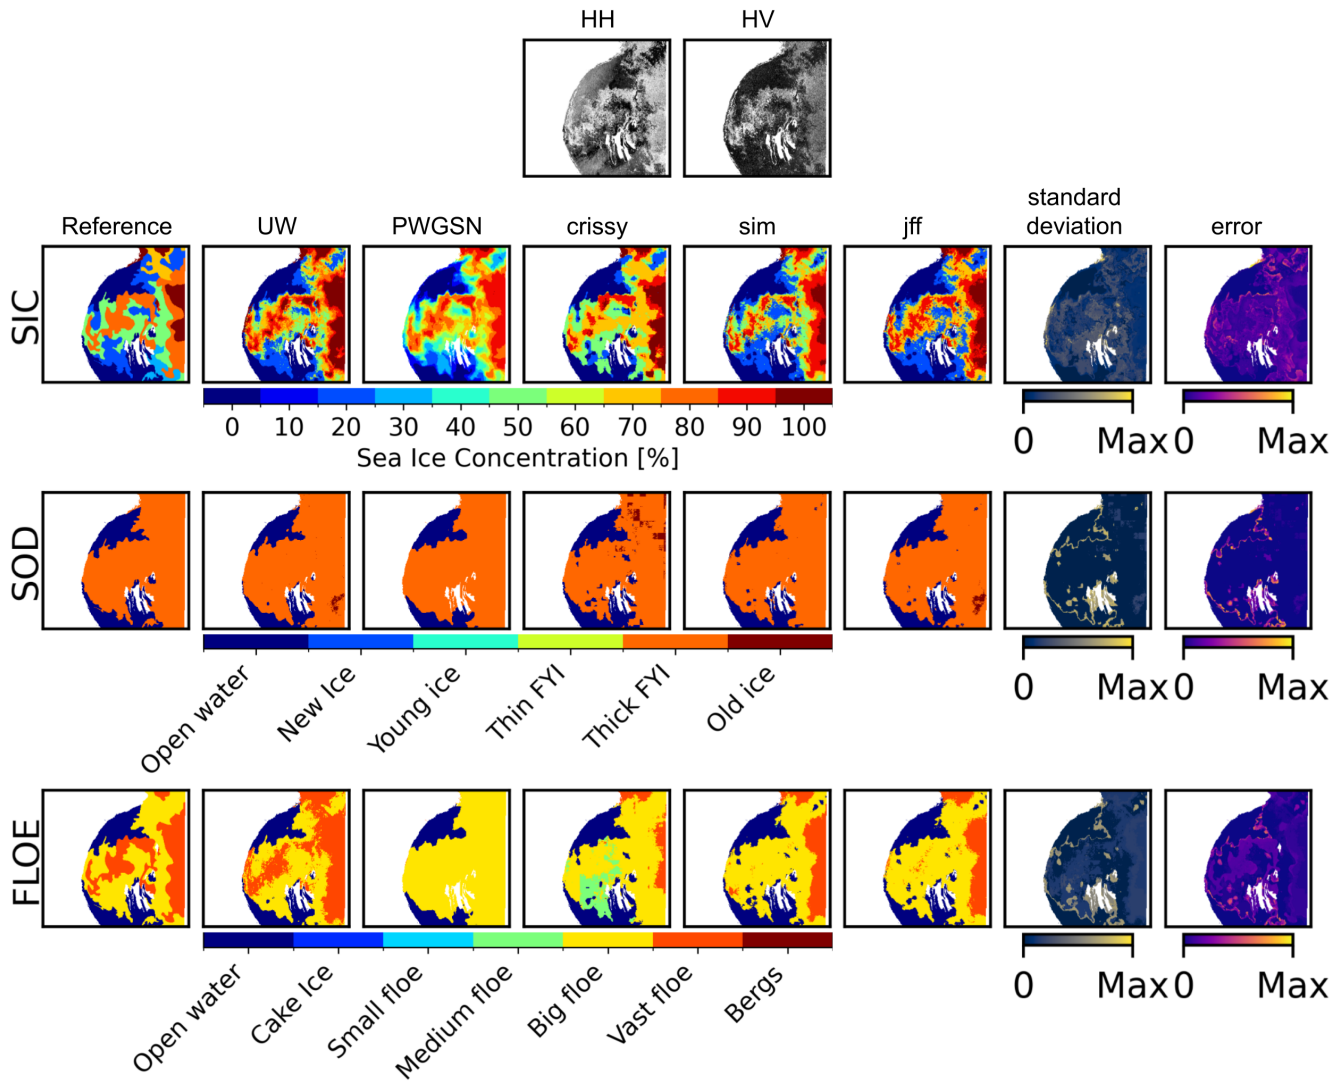 HH HV
Reference UW PWGSN crissy sim jff standard deviation error
SIC
0 10 20 30 40 50 60 70 80 90 100
Sea Ice Concentration [%]
0 Max 0 Max
SOD
Open water New Ice Young ice Thin FYI Thick FYI Old ice
0 Max 0 Max
FLOE
Open water Cake Ice Small floe Medium floe Big floe Vast floe Bergs
0 Max 0 Max